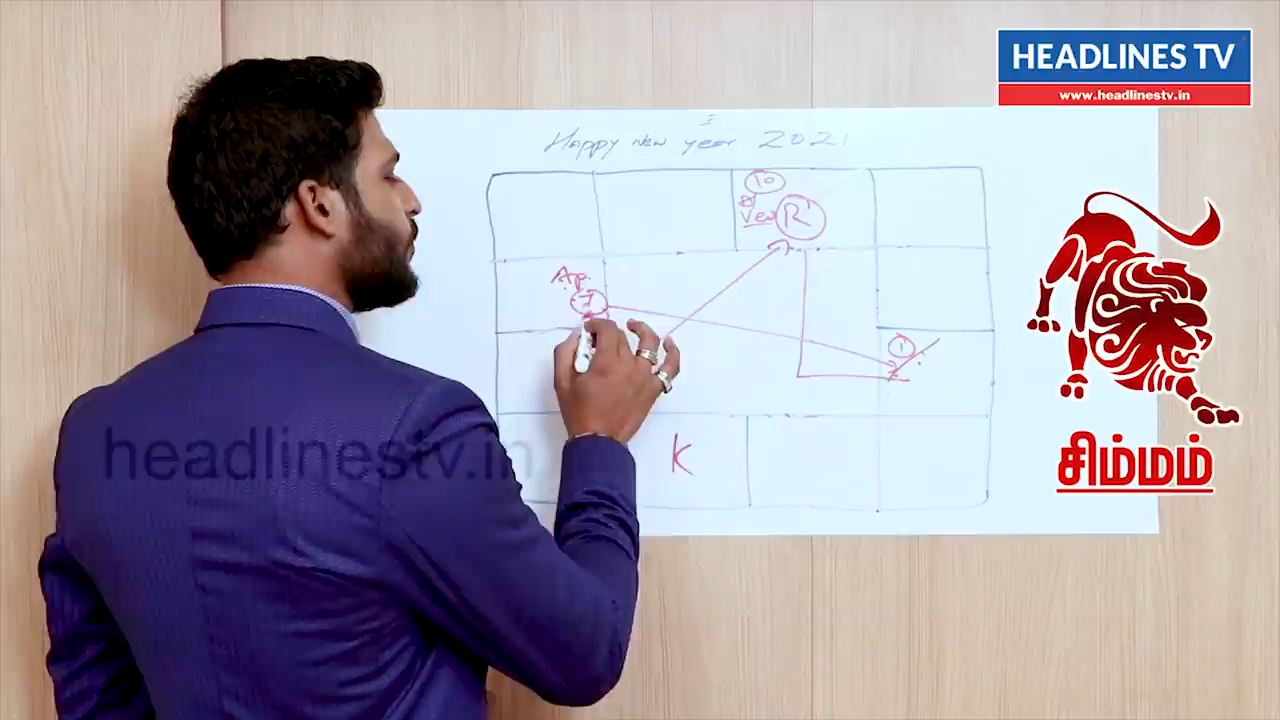 HEADLINES TV
www.headlinestv.in
Happy new year 2021
10
Ven R
Ap.
7
1
K
headlinestv.in
சிம்மம்